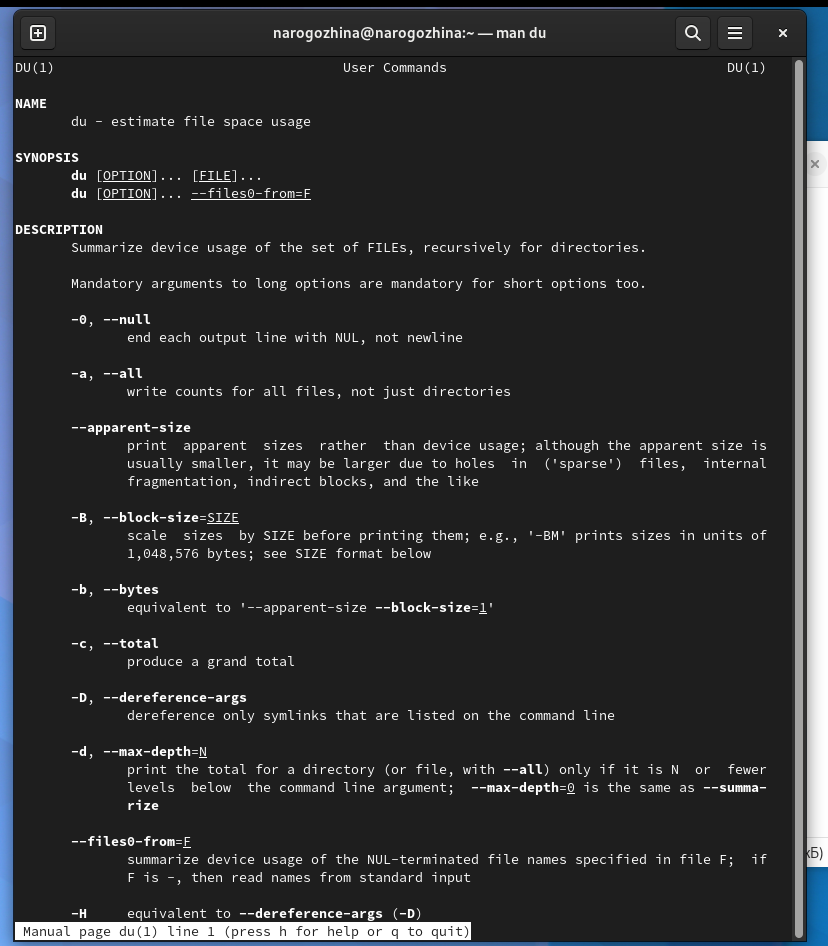 narogozhina@narogozhina:~ — man du
DU(1) User Commands DU(1)
NAME
du - estimate file space usage
SYNOPSIS
du [OPTION]... [FILE]...
du [OPTION]... --files0-from=F
DESCRIPTION
Summarize device usage of the set of FILEs, recursively for directories.
Mandatory arguments to long options are mandatory for short options too.
-0, --null
end each output line with NUL, not newline
-a, --all
write counts for all files, not just directories
--apparent-size
print apparent sizes rather than device usage; although the apparent size is
usually smaller, it may be larger due to holes in ('sparse') files, internal
fragmentation, indirect blocks, and the like
-B, --block-size=SIZE
scale sizes by SIZE before printing them; e.g., '-BM' prints sizes in units of
1,048,576 bytes; see SIZE format below
-b, --bytes
equivalent to '--apparent-size --block-size=1'
-c, --total
produce a grand total
-D, --dereference-args
dereference only symlinks that are listed on the command line
-d, --max-depth=N
print the total for a directory (or file, with --all) only if it is N or fewer
levels below the command line argument; --max-depth=0 is the same as --summa-
rize
--files0-from=F
summarize device usage of the NUL-terminated file names specified in file F; if
F is -, then read names from standard input
-H equivalent to --dereference-args (-D)
Manual page du(1) line 1 (press h for help or q to quit)